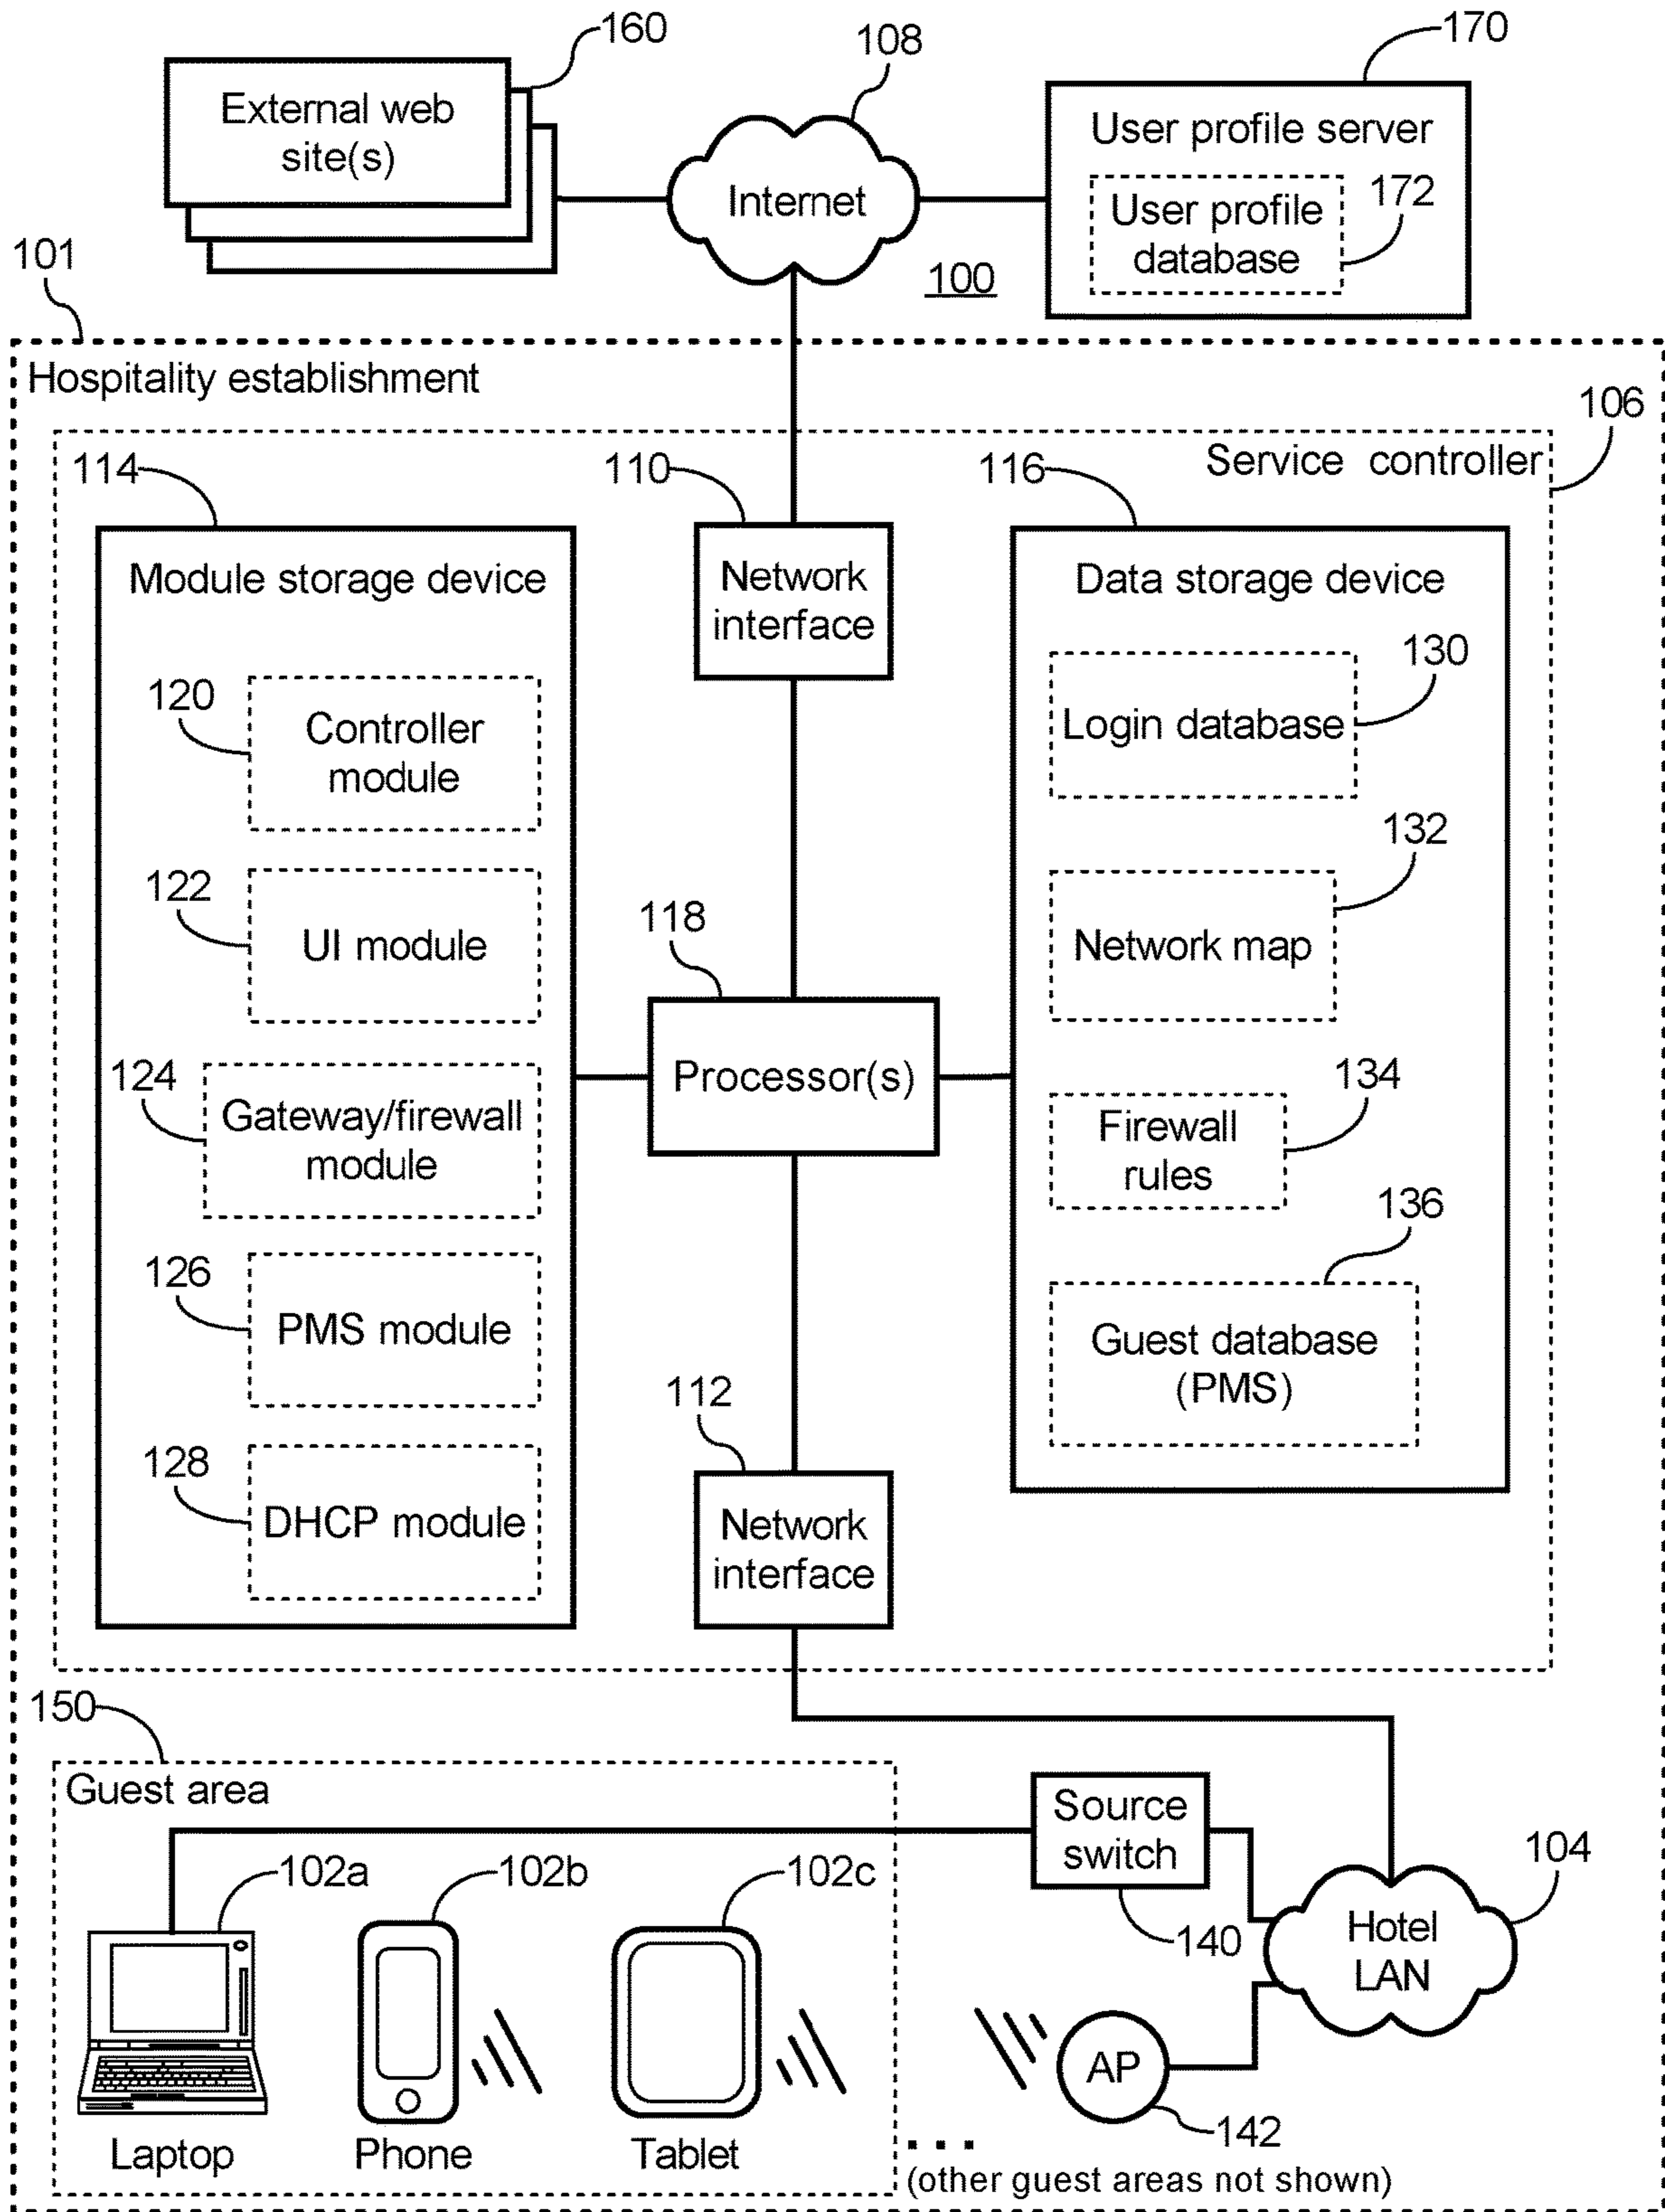 160
108
170
External web
site(s)
Internet
User profile server
User profile
database
172
101
100
Hospitality establishment
106
Service controller
114
110
116
Module storage device
Network
interface
Data storage device
120
Controller
module
130
Login database
122
UI module
132
Network map
118
Processor(s)
124
Gateway/firewall
module
134
Firewall
rules
126
PMS module
136
Guest database
(PMS)
112
128
DHCP module
Network
interface
150
Guest area
Source
switch
104
102a
102b
102c
140
Hotel
LAN
AP
142
Laptop
Phone
Tablet
...
(other guest areas not shown)